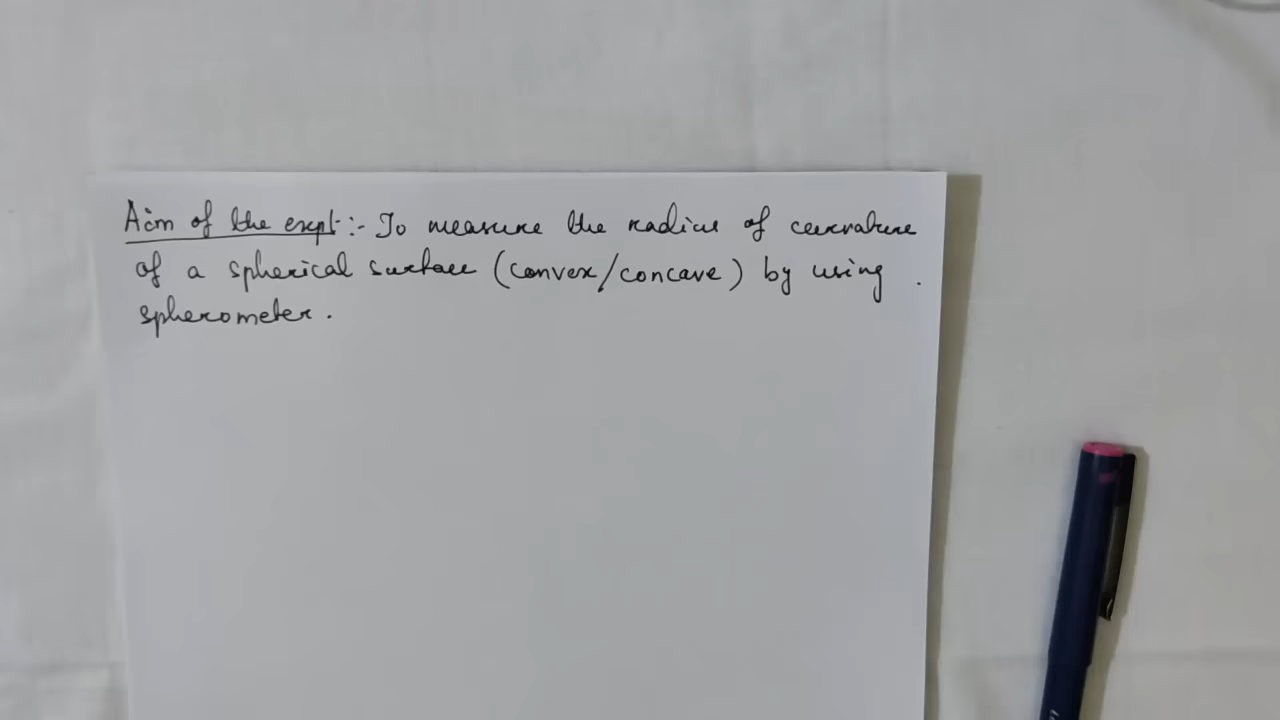 Aim of the expt:- To measure the radius of curvature
of a spherical surface (convex/concave) by using
spherometer.